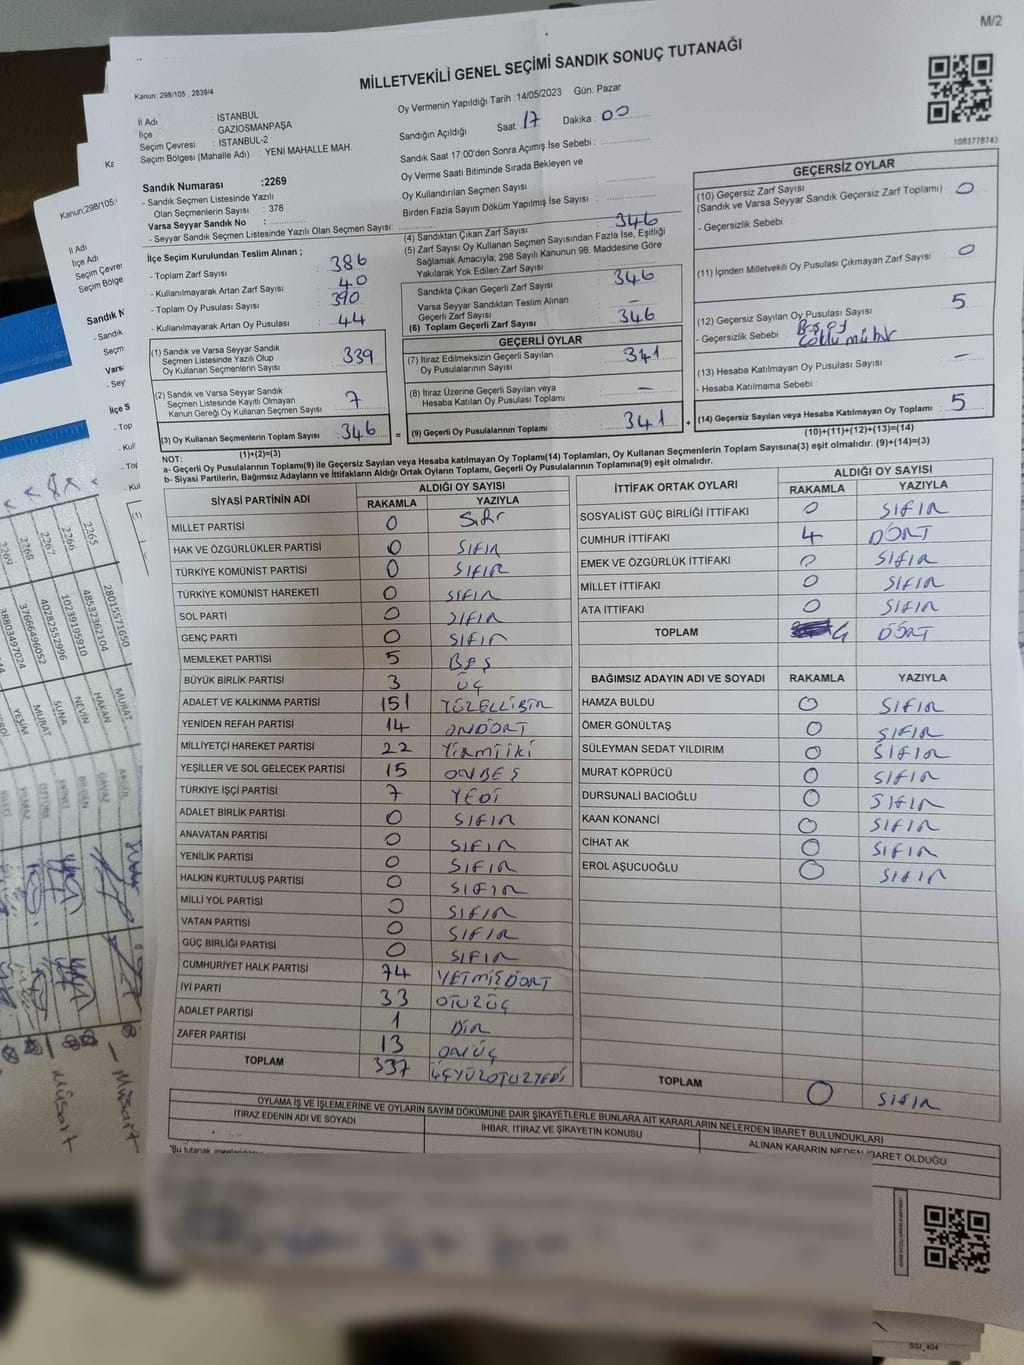 M/2
Kanun: 298/105 , 2839/4
MİLLETVEKİLİ GENEL SEÇİMİ SANDIK SONUÇ TUTANAĞI
1083778743
İl Adı : İSTANBUL
İlçe : GAZİOSMANPAŞA
Seçim Çevresi : İSTANBUL-2
Seçim Bölgesi (Mahalle Adı) : YENİ MAHALLE MAH.
Sandık Numarası :2269
- Sandık Seçmen Listesinde Yazılı
Olan Seçmenlerin Sayısı : 378
Varsa Seyyar Sandık No :
- Seyyar Sandık Seçmen Listesinde Yazılı Olan Seçmen Sayısı:
Oy Vermenin Yapıldığı Tarih :14/05/2023 Gün: Pazar
Sandığın Açıldığı Saat: 17 Dakika : 00
Sandık Saat 17:00'den Sonra Açımış İse Sebebi :
Oy Verme Saati Bitiminde Sırada Bekleyen ve
Oy Kullandırılan Seçmen Sayısı :
Birden Fazla Sayım Döküm Yapılmış İse Sayısı :
İlçe Seçim Kurulundan Teslim Alınan ;
- Toplam Zarf Sayısı : 386
- Kullanılmayarak Artan Zarf Sayısı : 40
- Toplam Oy Pusulası Sayısı : 390
- Kullanılmayarak Artan Oy Pusulası : 44
(1) Sandık ve Varsa Seyyar Sandık
Seçmen Listesinde Yazılı Olup
Oy Kullanan Seçmenlerin Sayısı : 339
(2) Sandık ve Varsa Seyyar Sandık
Seçmen Listesinde Kayıtlı Olmayan
Kanun Gereği Oy Kullanan Seçmen Sayısı : 7
(3) Oy Kullanan Seçmenlerin Toplam Sayısı : 346
(1)+(2)=(3)
(4) Sandıktan Çıkan Zarf Sayısı : 346
(5) Zarf Sayısı Oy Kullanan Seçmen Sayısından Fazla İse, Eşitliği
Sağlamak Amacıyla, 298 Sayılı Kanunun 98. Maddesine Göre
Yakılarak Yok Edilen Zarf Sayısı :
Sandıkta Çıkan Geçerli Zarf Sayısı : 346
Varsa Seyyar Sandıktan Teslim Alınan
Geçerli Zarf Sayısı : -
(6) Toplam Geçerli Zarf Sayısı : 346
GEÇERLİ OYLAR
(7) İtiraz Edilmeksizin Geçerli Sayılan
Oy Pusulasının Sayısı : 341
(8) İtiraz Üzerine Geçerli Sayılan veya
Hesaba Katılan Oy Pusulası Toplamı : -
= (9) Geçerli Oy Pusulalarının Toplamı : 341 +
GEÇERSİZ OYLAR
(10) Geçersiz Zarf Sayısı
(Sandık ve Varsa Seyyar Sandık Geçersiz Zarf Toplamı) : 0
- Geçersizlik Sebebi :
(11) İçinden Milletvekili Oy Pusulası Çıkmayan Zarf Sayısı : 0
(12) Geçersiz Sayılan Oy Pusulası Sayısı : 5
- Geçersizlik Sebebi : mühür
(13) Hesaba Katılmayan Oy Pusulası Sayısı : -
- Hesaba Katılmama Sebebi :
(14) Geçersiz Sayılan veya Hesaba Katılmayan Oy Toplamı : 5
(10)+(11)+(12)+(13)=(14)
NOT:
a- Geçerli Oy Pusulalarının Toplamı(9) ile Geçersiz Sayılan veya Hesaba katılmayan Oy Toplamı(14) Toplamları, Oy Kullanan Seçmenlerin Toplam Sayısına(3) eşit olmalıdır. (9)+(14)=(3)
b- Siyasi Partilerin, Bağımsız Adayların ve İttifakların Aldığı Ortak Oyların Toplamı, Geçerli Oy Pusulalarının Toplamına(9) eşit olmalıdır.
SİYASİ PARTİNİN ADI ALDIĞI OY SAYISI
RAKAMLA YAZIYLA
MİLLET PARTİSİ 0 Sıfır
HAK VE ÖZGÜRLÜKLER PARTİSİ 0 SIFIR
TÜRKİYE KOMÜNİST PARTİSİ 0 SIFIR
TÜRKİYE KOMÜNİST HAREKETİ 0 SIFIR
SOL PARTİ 0 SIFIR
GENÇ PARTİ 0 SIFIR
MEMLEKET PARTİSİ 5 BEŞ
BÜYÜK BİRLİK PARTİSİ 3 ÜÇ
ADALET VE KALKINMA PARTİSİ 151 YÜZELLİBİR
YENİDEN REFAH PARTİSİ 14 ONDÖRT
MİLLİYETÇİ HAREKET PARTİSİ 22 Yirmiiki
YEŞİLLER VE SOL GELECEK PARTİSİ 15 ONBEŞ
TÜRKİYE İŞÇİ PARTİSİ 7 YEDİ
ADALET BİRLİK PARTİSİ 0 SIFIR
ANAVATAN PARTİSİ 0 SIFIR
YENİLİK PARTİSİ 0 SIFIR
HALKIN KURTULUŞ PARTİSİ 0 SIFIR
MİLLİ YOL PARTİSİ 0 SIFIR
VATAN PARTİSİ 0 SIFIR
GÜÇ BİRLİĞİ PARTİSİ 0 SIFIR
CUMHURİYET HALK PARTİSİ 74 YETMİŞDÖRT
İYİ PARTİ 33 OTUZÜÇ
ADALET PARTİSİ 1 BİR
ZAFER PARTİSİ 13 ONÜÇ
TOPLAM 337 ÜÇYÜZOTUZYEDİ
İTTİFAK ORTAK OYLARI ALDIĞI OY SAYISI
RAKAMLA YAZIYLA
SOSYALİST GÜÇ BİRLİĞİ İTTİFAKI 0 SIFIR
CUMHUR İTTİFAKI 4 DÖRT
EMEK VE ÖZGÜRLÜK İTTİFAKI 0 SIFIR
MİLLET İTTİFAKI 0 SIFIR
ATA İTTİFAKI 0 SIFIR
TOPLAM 4 DÖRT
BAĞIMSIZ ADAYIN ADI VE SOYADI RAKAMLA YAZIYLA
HAMZA BULDU 0 SIFIR
ÖMER GÖNÜLTAŞ 0 SIFIR
SÜLEYMAN SEDAT YILDIRIM 0 SIFIR
MURAT KÖPRÜCÜ 0 SIFIR
DURSUNALİ BACIOĞLU 0 SIFIR
KAAN KONANCİ 0 SIFIR
CİHAT AK 0 SIFIR
EROL AŞUCUOĞLU 0 SIFIR
TOPLAM 0 SIFIR
OYLAMA İŞ VE İŞLEMLERİNE VE OYLARIN SAYIM DÖKÜMÜNE DAİR ŞİKAYETLERLE BUNLARA AİT KARARLARIN NELERDEN İBARET BULUNDUKLARI
İTİRAZ EDENİN ADI VE SOYADI
İHBAR, İTİRAZ VE ŞİKAYETİN KONUSU
ALINAN KARARIN NEDEN İBARET OLDUĞU
Kanun:298/105
İl Adı
İlçe Adı
Seçim Çevre
Seçim Bölge
Sandık N
2265
2266
2267
2268
2269
28015571650
48532362104
10239195910
40282552996
37666496052
38803497024
MURAT
HAKAN
NEVİN
SUNA
MURAT
YEŞİM
Müsait
Müsait
SSI_404